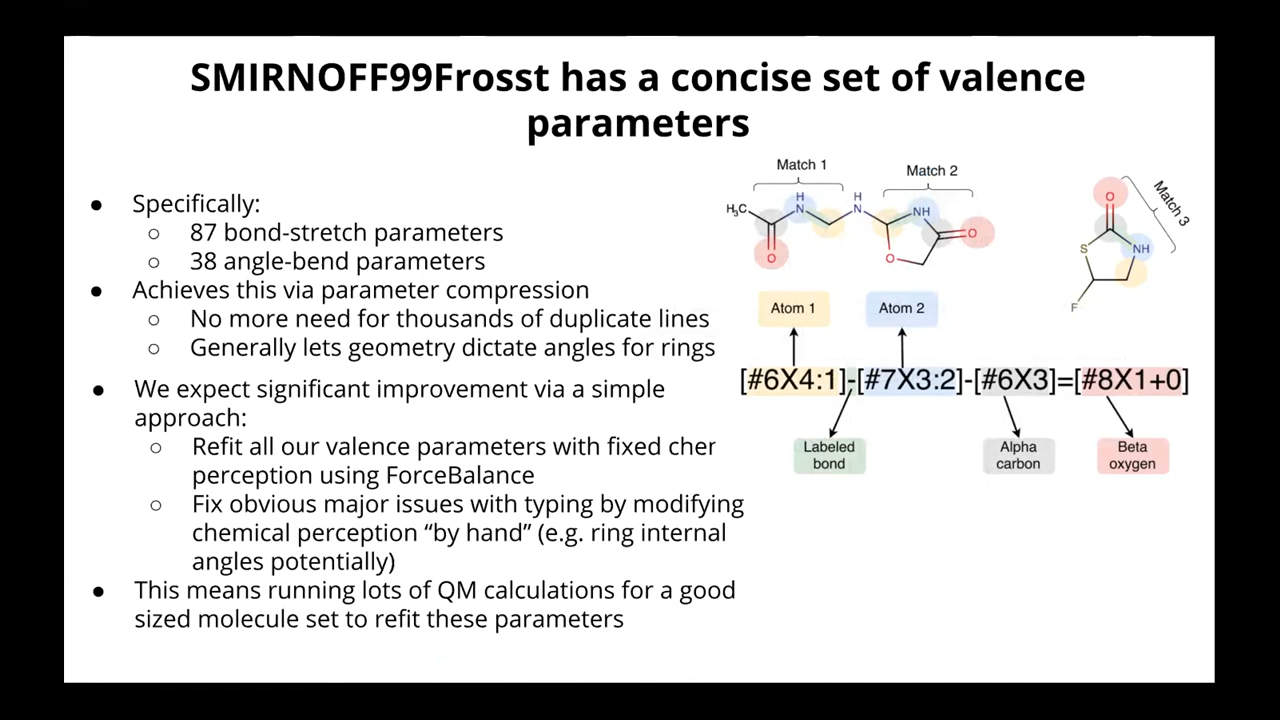 SMIRNOFF99Frosst has a concise set of valence
parameters
● Specifically:
○ 87 bond-stretch parameters
○ 38 angle-bend parameters
● Achieves this via parameter compression
○ No more need for thousands of duplicate lines
○ Generally lets geometry dictate angles for rings
● We expect significant improvement via a simple
approach:
○ Refit all our valence parameters with fixed cher
perception using ForceBalance
○ Fix obvious major issues with typing by modifying
chemical perception “by hand” (e.g. ring internal
angles potentially)
● This means running lots of QM calculations for a good
sized molecule set to refit these parameters
Match 1
Match 2
Match 3
H₃C
H
N
H
N
NH
O
O
O
O
S
NH
F
Atom 1
Atom 2
[#6X4:1]-[#7X3:2]-[#6X3]=[#8X1+0]
Labeled
bond
Alpha
carbon
Beta
oxygen